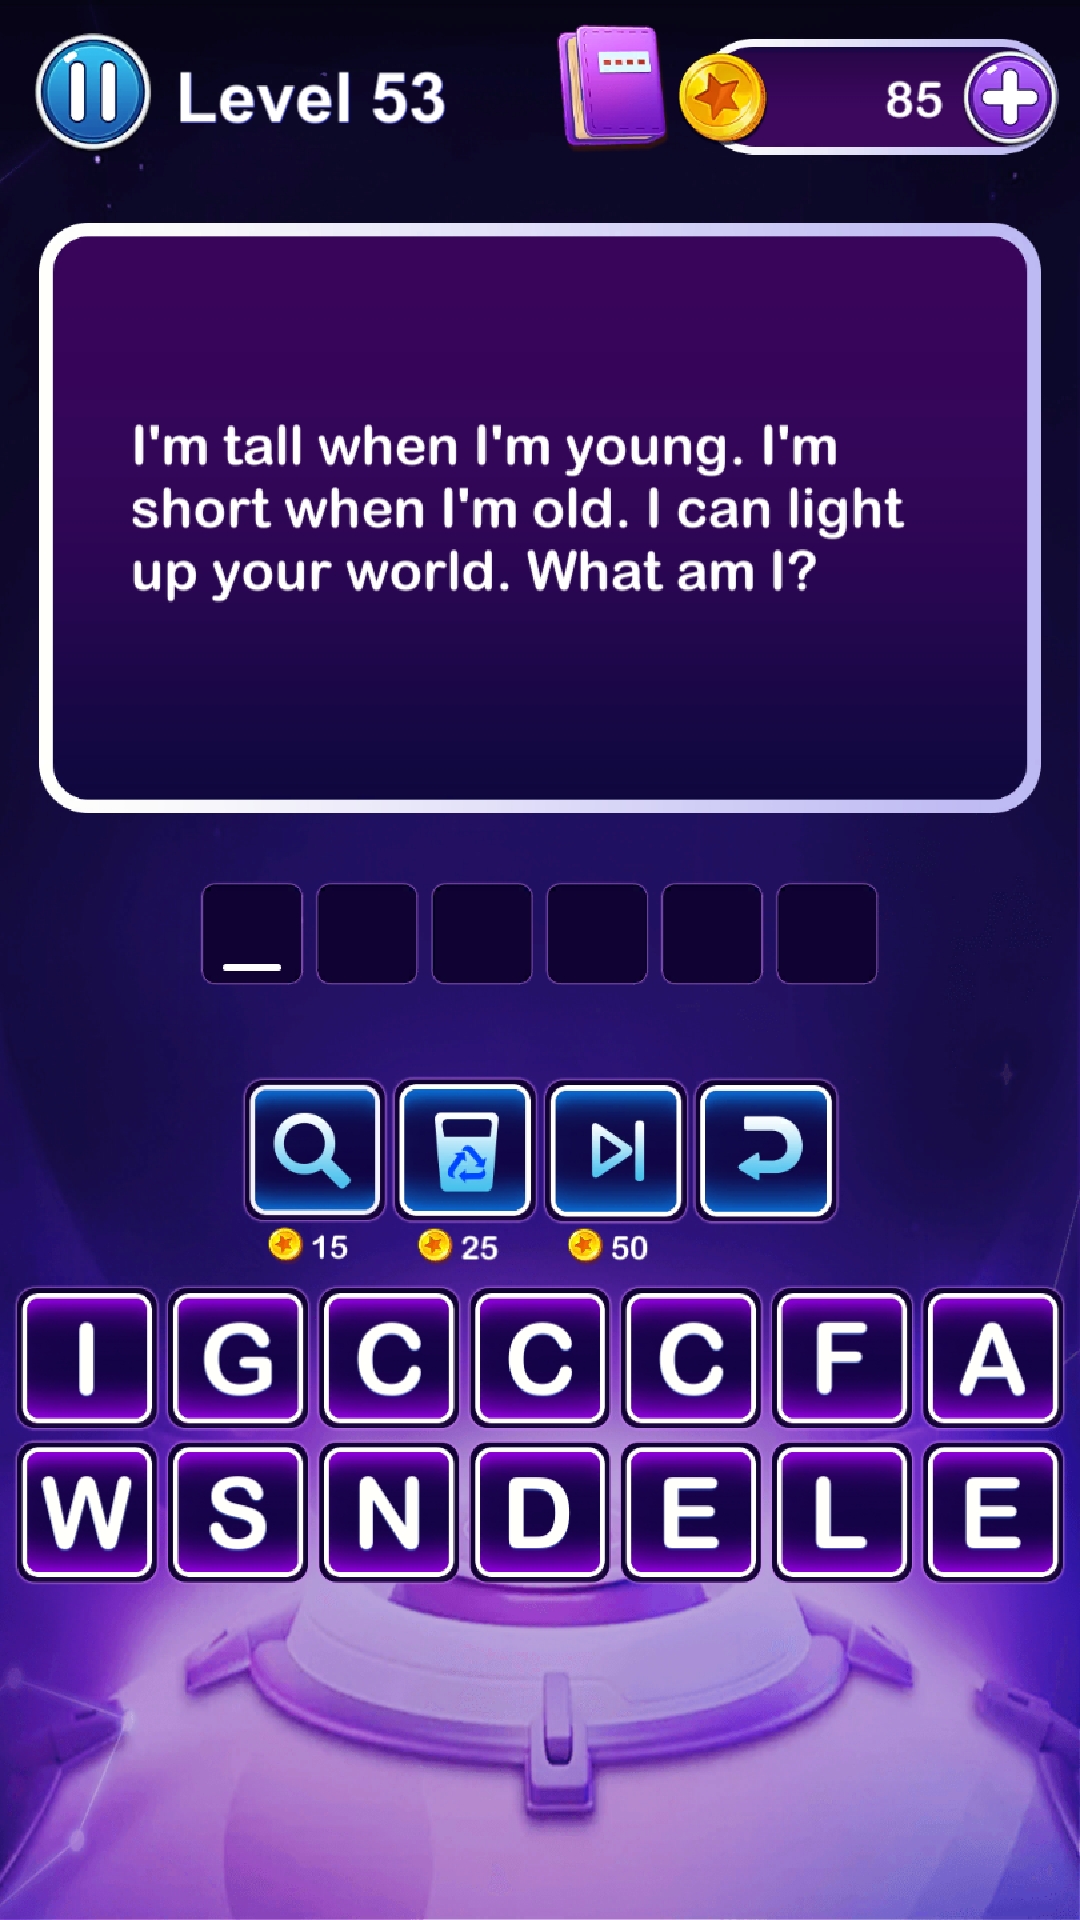 Level 53
85
I'm tall when I'm young. I'm
short when I'm old. I can light
up your world. What am I?
15 25 50
I G C C C F A
W S N D E L E